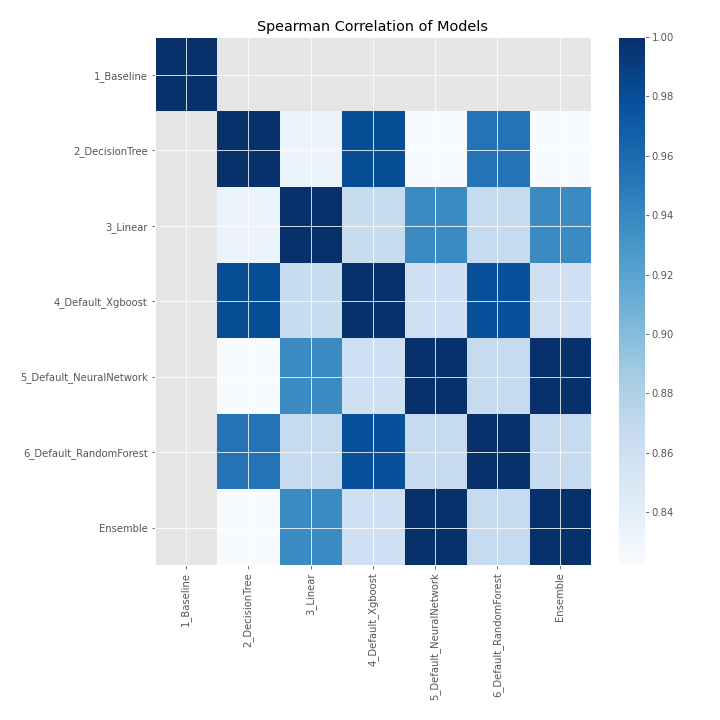 Spearman Correlation of Models
1_Baseline
2_DecisionTree
3_Linear
4_Default_Xgboost
5_Default_NeuralNetwork
6_Default_RandomForest
Ensemble
1_Baseline
2_DecisionTree
3_Linear
4_Default_Xgboost
5_Default_NeuralNetwork
6_Default_RandomForest
Ensemble
1.00
0.98
0.96
0.94
0.92
0.90
0.88
0.86
0.84